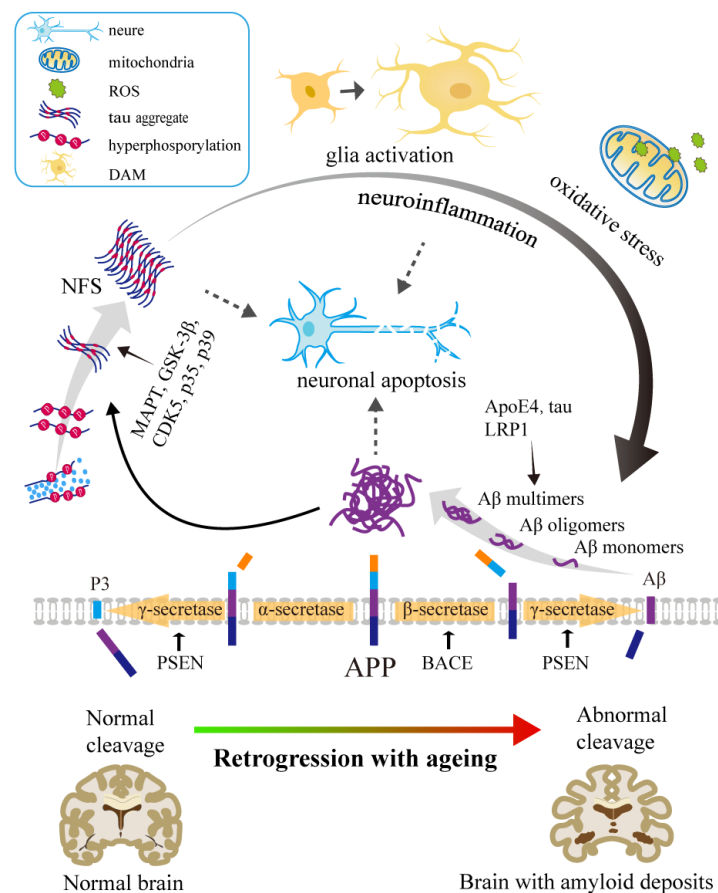 neure
mitochondria
ROS
tau aggregate
hyperphosporylation
DAM
glia activation
neuroinflammation
oxidative stress
NFS
MAPT, GSK-3β,
CDK5, p35, p39
neuronal apoptosis
ApoE4, tau
LRP1
Aβ multimers
Aβ oligomers
Aβ monomers
P3
Aβ
γ-secretase
α-secretase
β-secretase
γ-secretase
PSEN
APP
BACE
PSEN
Normal
cleavage
Abnormal
cleavage
Retrogression with ageing
Normal brain
Brain with amyloid deposits